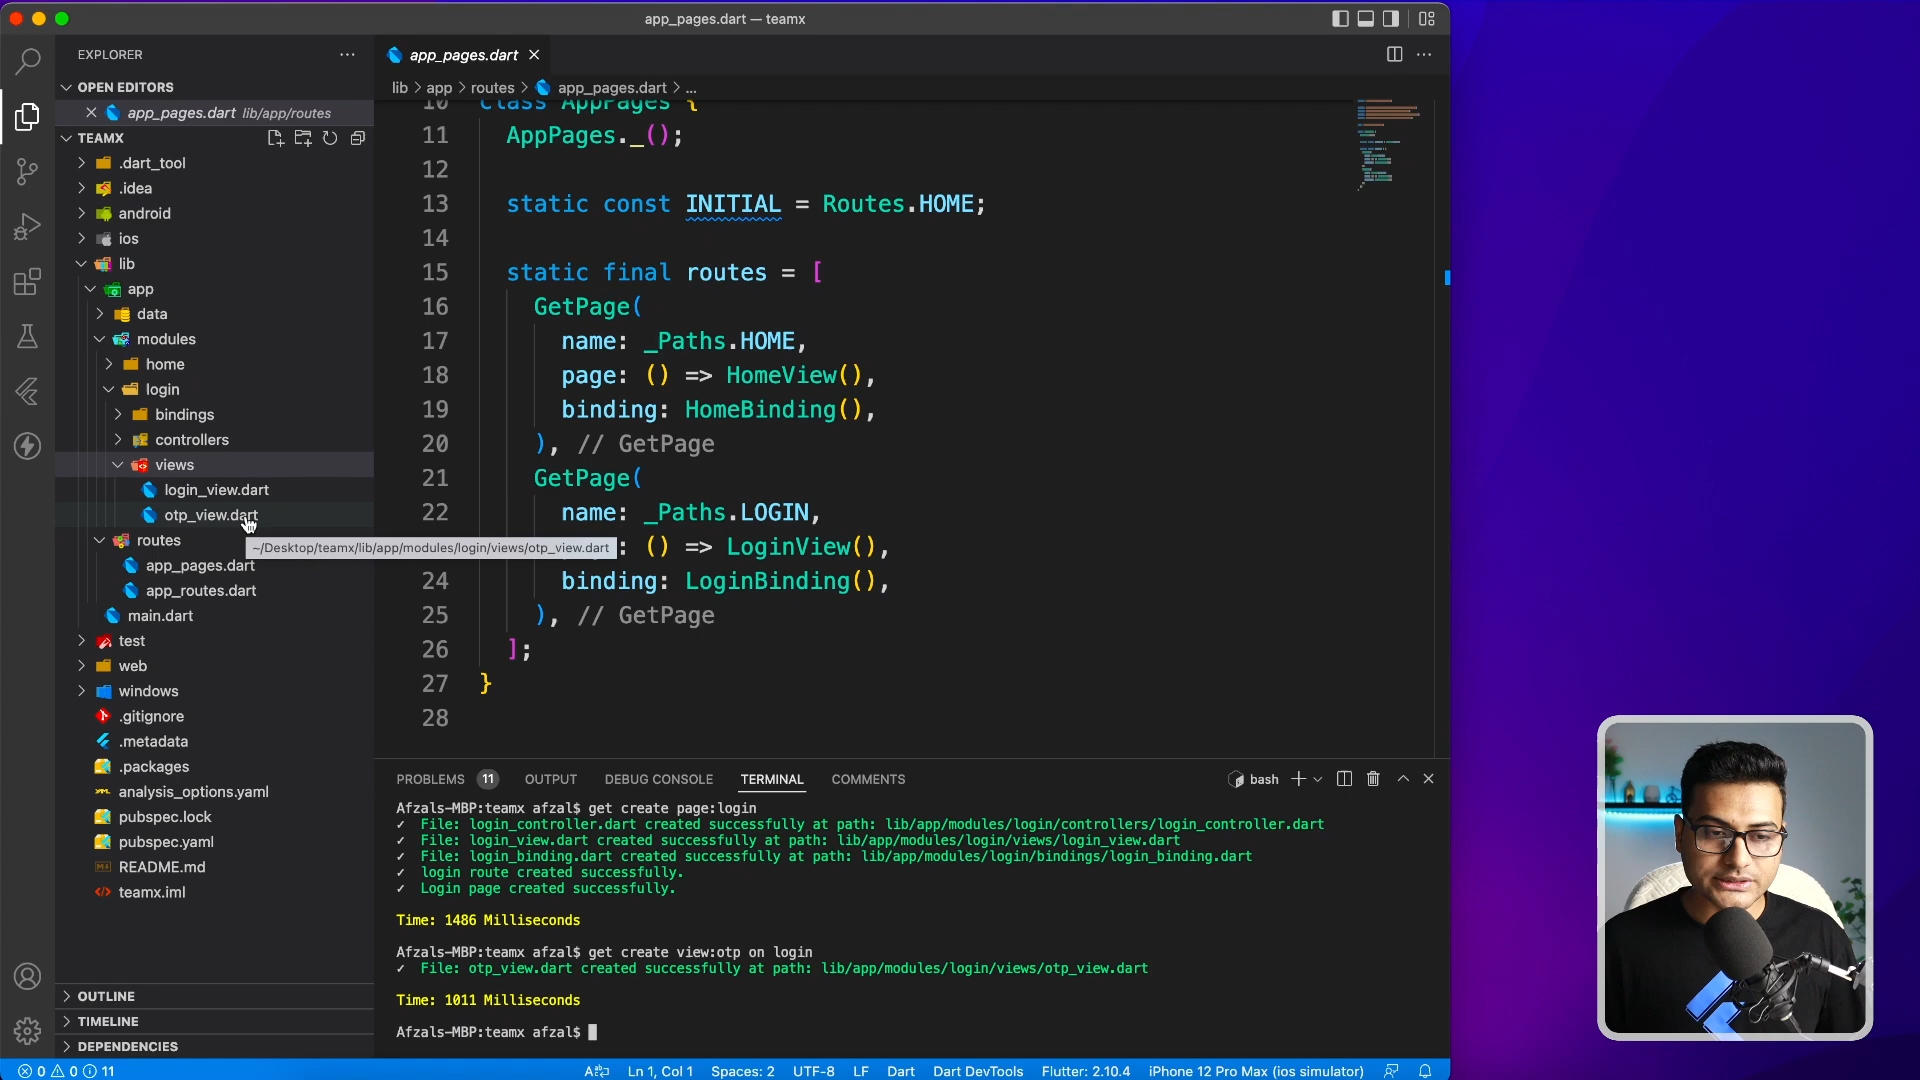 app_pages.dart — teamx
EXPLORER
OPEN EDITORS
app_pages.dart lib/app/routes
TEAMX
.dart_tool
.idea
android
ios
lib
app
data
modules
home
login
bindings
controllers
views
login_view.dart
otp_view.dart
routes
~/Desktop/teamx/lib/app/modules/login/views/otp_view.dart
app_pages.dart
app_routes.dart
main.dart
test
web
windows
.gitignore
.metadata
.packages
analysis_options.yaml
pubspec.lock
pubspec.yaml
README.md
teamx.iml
OUTLINE
TIMELINE
DEPENDENCIES
app_pages.dart
lib > app > routes > app_pages.dart > ...
10 class AppPages {
11 AppPages._();
12
13 static const INITIAL = Routes.HOME;
14
15 static final routes = [
16 GetPage(
17 name: _Paths.HOME,
18 page: () => HomeView(),
19 binding: HomeBinding(),
20 ), // GetPage
21 GetPage(
22 name: _Paths.LOGIN,
: () => LoginView(),
24 binding: LoginBinding(),
25 ), // GetPage
26 ];
27 }
28
PROBLEMS 11 OUTPUT DEBUG CONSOLE TERMINAL COMMENTS bash
Afzals-MBP:teamx afzal$ get create page:login
✓ File: login_controller.dart created successfully at path: lib/app/modules/login/controllers/login_controller.dart
✓ File: login_view.dart created successfully at path: lib/app/modules/login/views/login_view.dart
✓ File: login_binding.dart created successfully at path: lib/app/modules/login/bindings/login_binding.dart
✓ login route created successfully.
✓ Login page created successfully.
Time: 1486 Milliseconds
Afzals-MBP:teamx afzal$ get create view:otp on login
✓ File: otp_view.dart created successfully at path: lib/app/modules/login/views/otp_view.dart
Time: 1011 Milliseconds
Afzals-MBP:teamx afzal$
0 0 11 Ln 1, Col 1 Spaces: 2 UTF-8 LF Dart Dart DevTools Flutter: 2.10.4 iPhone 12 Pro Max (ios simulator)